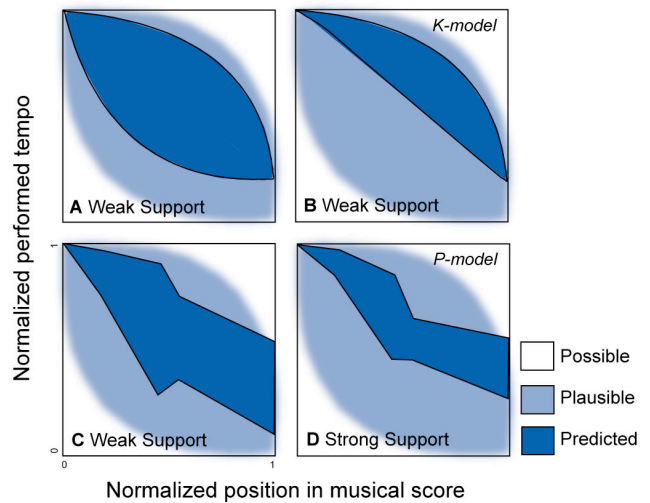 K-model
A Weak Support
B Weak Support
Normalized performed tempo
1
P-model
C Weak Support
D Strong Support
0
0
1
Possible
Plausible
Predicted
Normalized position in musical score